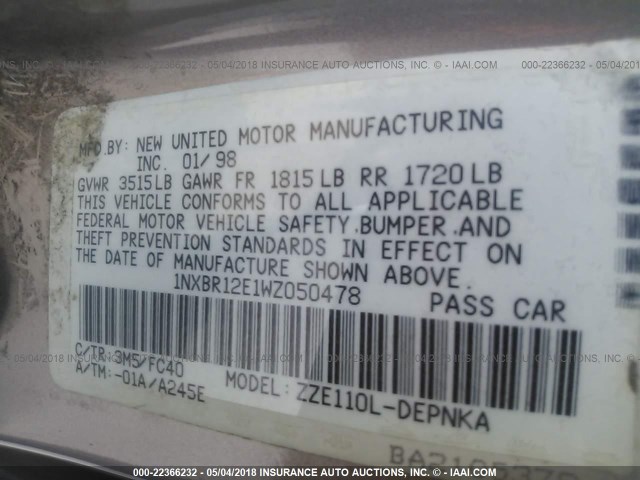 000-22366232 - 05/04/2018 - INSURANCE AUTO AUCTIONS, INC. © - IAAI.COM
MFD.BY: NEW UNITED MOTOR MANUFACTURING
INC. 01/98
GVWR 3515LB GAWR FR 1815LB RR 1720LB
THIS VEHICLE CONFORMS TO ALL APPLICABLE
FEDERAL MOTOR VEHICLE SAFETY,BUMPER,AND
THEFT PREVENTION STANDARDS IN EFFECT ON
THE DATE OF MANUFACTURE SHOWN ABOVE.
1NXBR12E1WZ050478 PASS CAR
C/TR:3M5/FC40
A/TM:-01A/A245E MODEL: ZZE110L-DEPNKA
000-22366232 - 05/04/2018 - INSURANCE AUTO AUCTIONS, INC. © - IAAI.COM